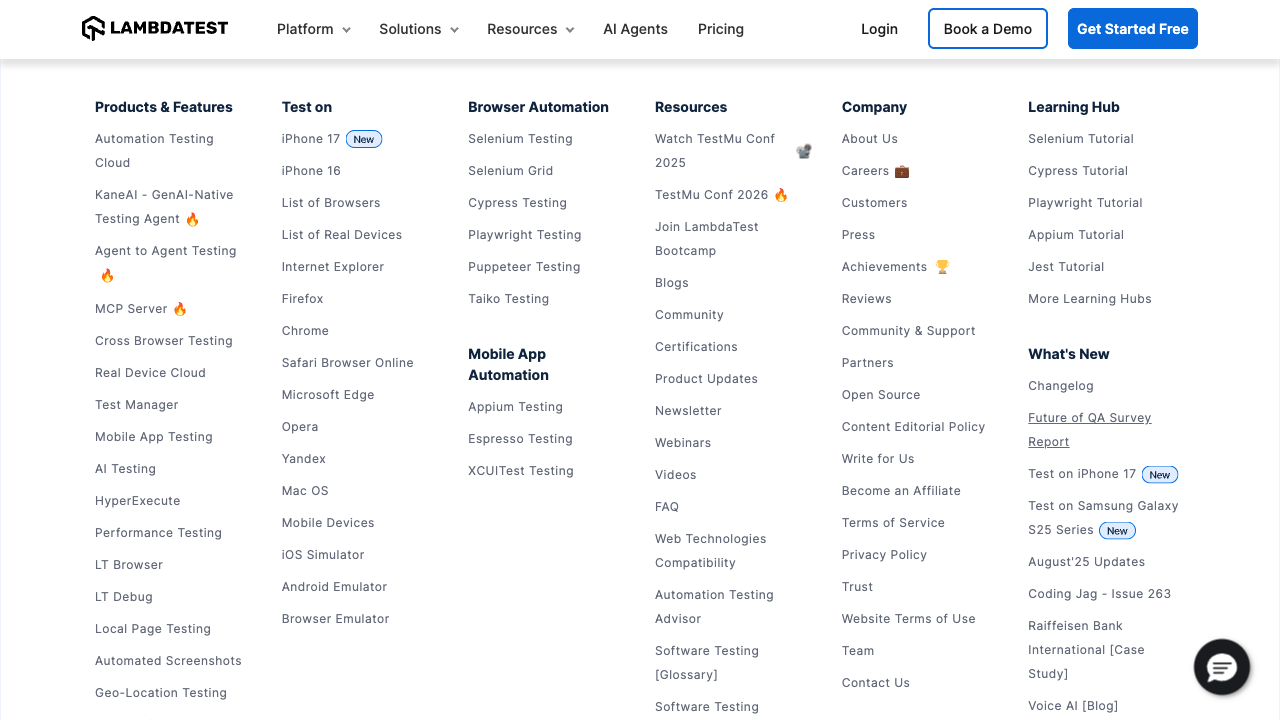 LAMBDATEST
Platform
Solutions
Resources
AI Agents
Pricing
Login
Book a Demo
Get Started Free
Products & Features
Automation Testing
Cloud
KaneAI - GenAI-Native
Testing Agent 🔥
Agent to Agent Testing
🔥
MCP Server 🔥
Cross Browser Testing
Real Device Cloud
Test Manager
Mobile App Testing
AI Testing
HyperExecute
Performance Testing
LT Browser
LT Debug
Local Page Testing
Automated Screenshots
Geo-Location Testing
Test on
iPhone 17 New
iPhone 16
List of Browsers
List of Real Devices
Internet Explorer
Firefox
Chrome
Safari Browser Online
Microsoft Edge
Opera
Yandex
Mac OS
Mobile Devices
iOS Simulator
Android Emulator
Browser Emulator
Browser Automation
Selenium Testing
Selenium Grid
Cypress Testing
Playwright Testing
Puppeteer Testing
Taiko Testing
Mobile App
Automation
Appium Testing
Espresso Testing
XCUITest Testing
Resources
Watch TestMu Conf
2025
TestMu Conf 2026 🔥
Join LambdaTest
Bootcamp
Blogs
Community
Certifications
Product Updates
Newsletter
Webinars
Videos
FAQ
Web Technologies
Compatibility
Automation Testing
Advisor
Software Testing
[Glossary]
Software Testing
Company
About Us
Careers 💼
Customers
Press
Achievements 🏆
Reviews
Community & Support
Partners
Open Source
Content Editorial Policy
Write for Us
Become an Affiliate
Terms of Service
Privacy Policy
Trust
Website Terms of Use
Team
Contact Us
Learning Hub
Selenium Tutorial
Cypress Tutorial
Playwright Tutorial
Appium Tutorial
Jest Tutorial
More Learning Hubs
What's New
Changelog
Future of QA Survey
Report
Test on iPhone 17 New
Test on Samsung Galaxy
S25 Series New
August'25 Updates
Coding Jag - Issue 263
Raiffeisen Bank
International [Case
Study]
Voice AI [Blog]